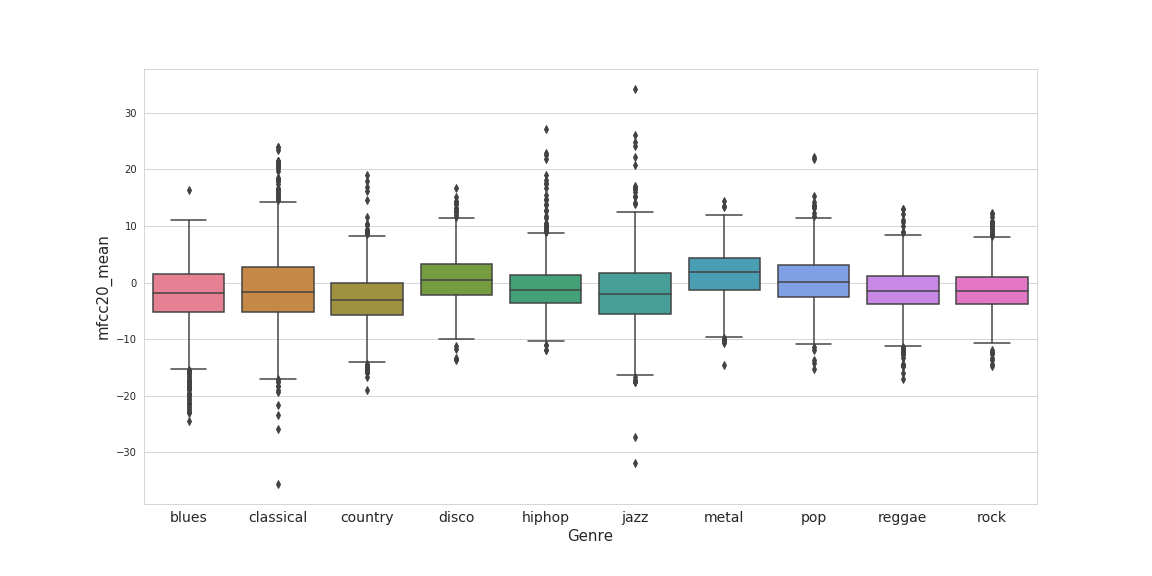 mfcc20_mean
30
20
10
0
−10
−20
−30
blues classical country disco hiphop jazz metal pop reggae rock
Genre